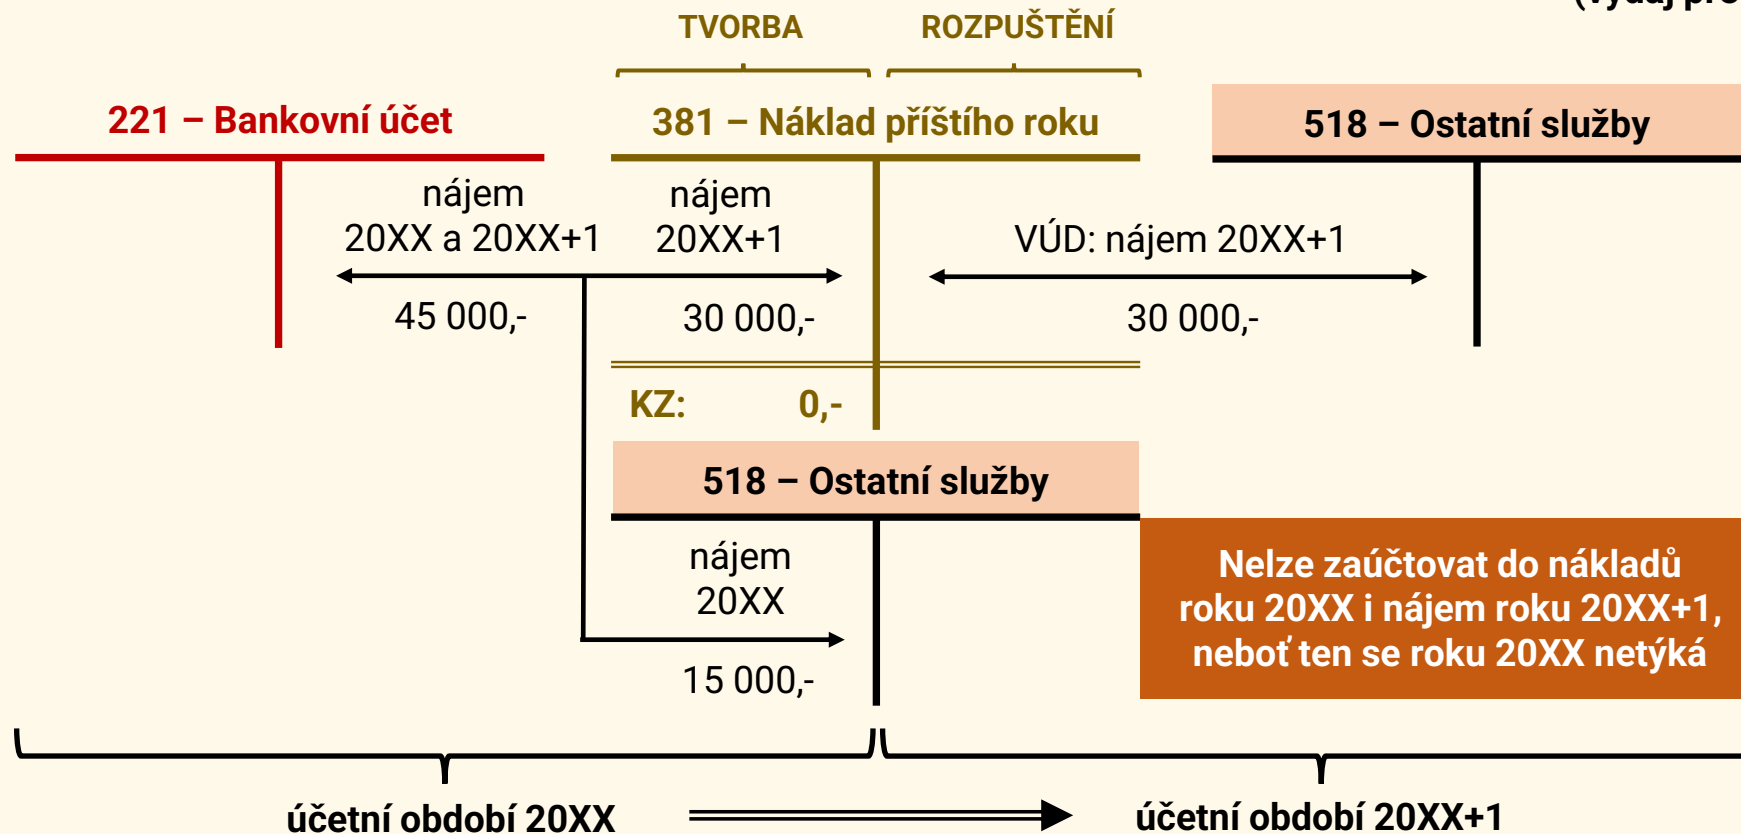 TVORBA
ROZPUŠTĚNÍ
221 – Bankovní účet
381 – Náklad příštího roku
518 – Ostatní služby
nájem
20XX a 20XX+1
45 000,-
nájem
20XX+1
30 000,-
VÚD: nájem 20XX+1
30 000,-
KZ: 0,-
518 – Ostatní služby
nájem
20XX
15 000,-
Nelze zaúčtovat do nákladů
roku 20XX i nájem roku 20XX+1,
neboť ten se roku 20XX netýká
účetní období 20XX
účetní období 20XX+1